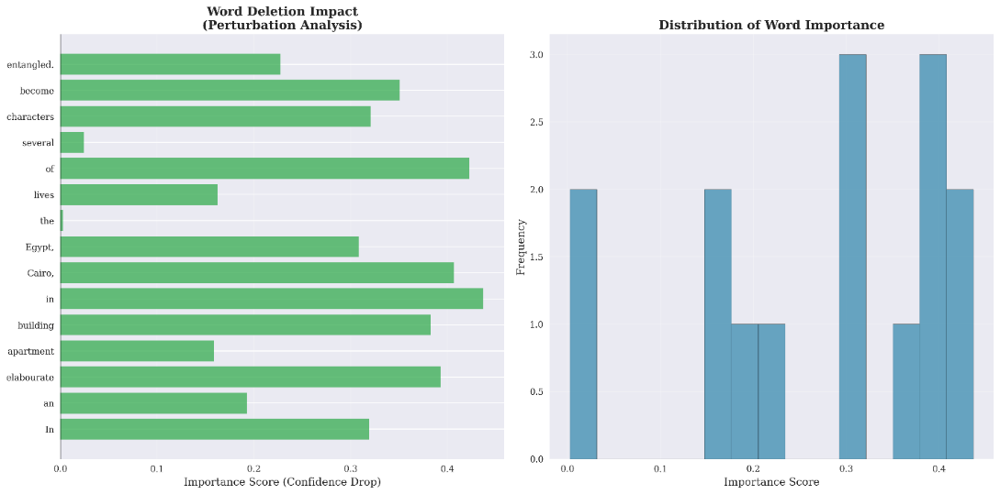 Word Deletion Impact
(Perturbation Analysis)
entangled.
become
characters
several
of
lives
the
Egypt,
Cairo,
in
building
apartment
elabourate
an
In
0.0 0.1 0.2 0.3 0.4
Importance Score (Confidence Drop)
Distribution of Word Importance
Frequency
3.0
2.5
2.0
1.5
1.0
0.5
0.0
0.0 0.1 0.2 0.3 0.4
Importance Score